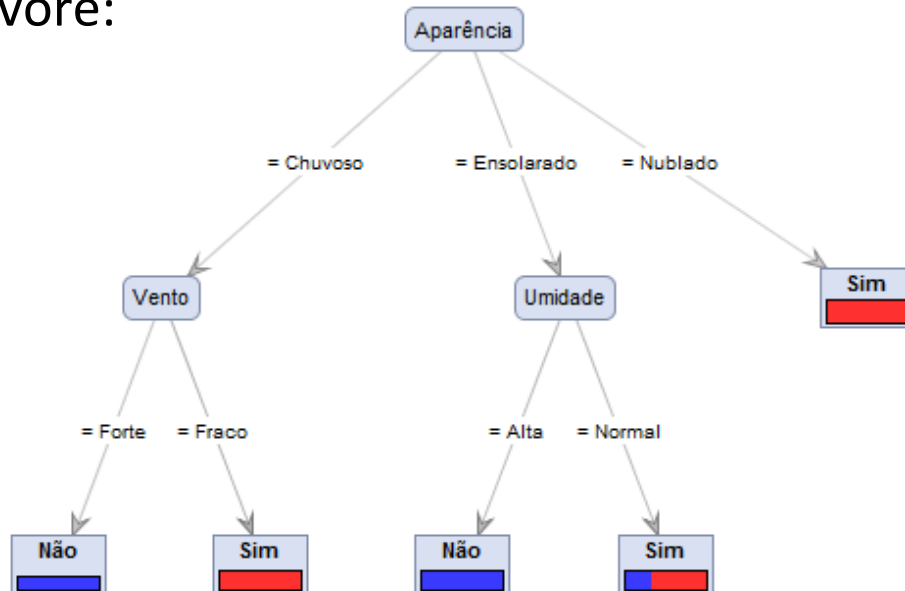 vore:
Aparência
= Chuvoso
= Ensolarado
= Nublado
Vento
Umidade
Sim
= Forte
= Fraco
= Alta
= Normal
Não
Sim
Não
Sim